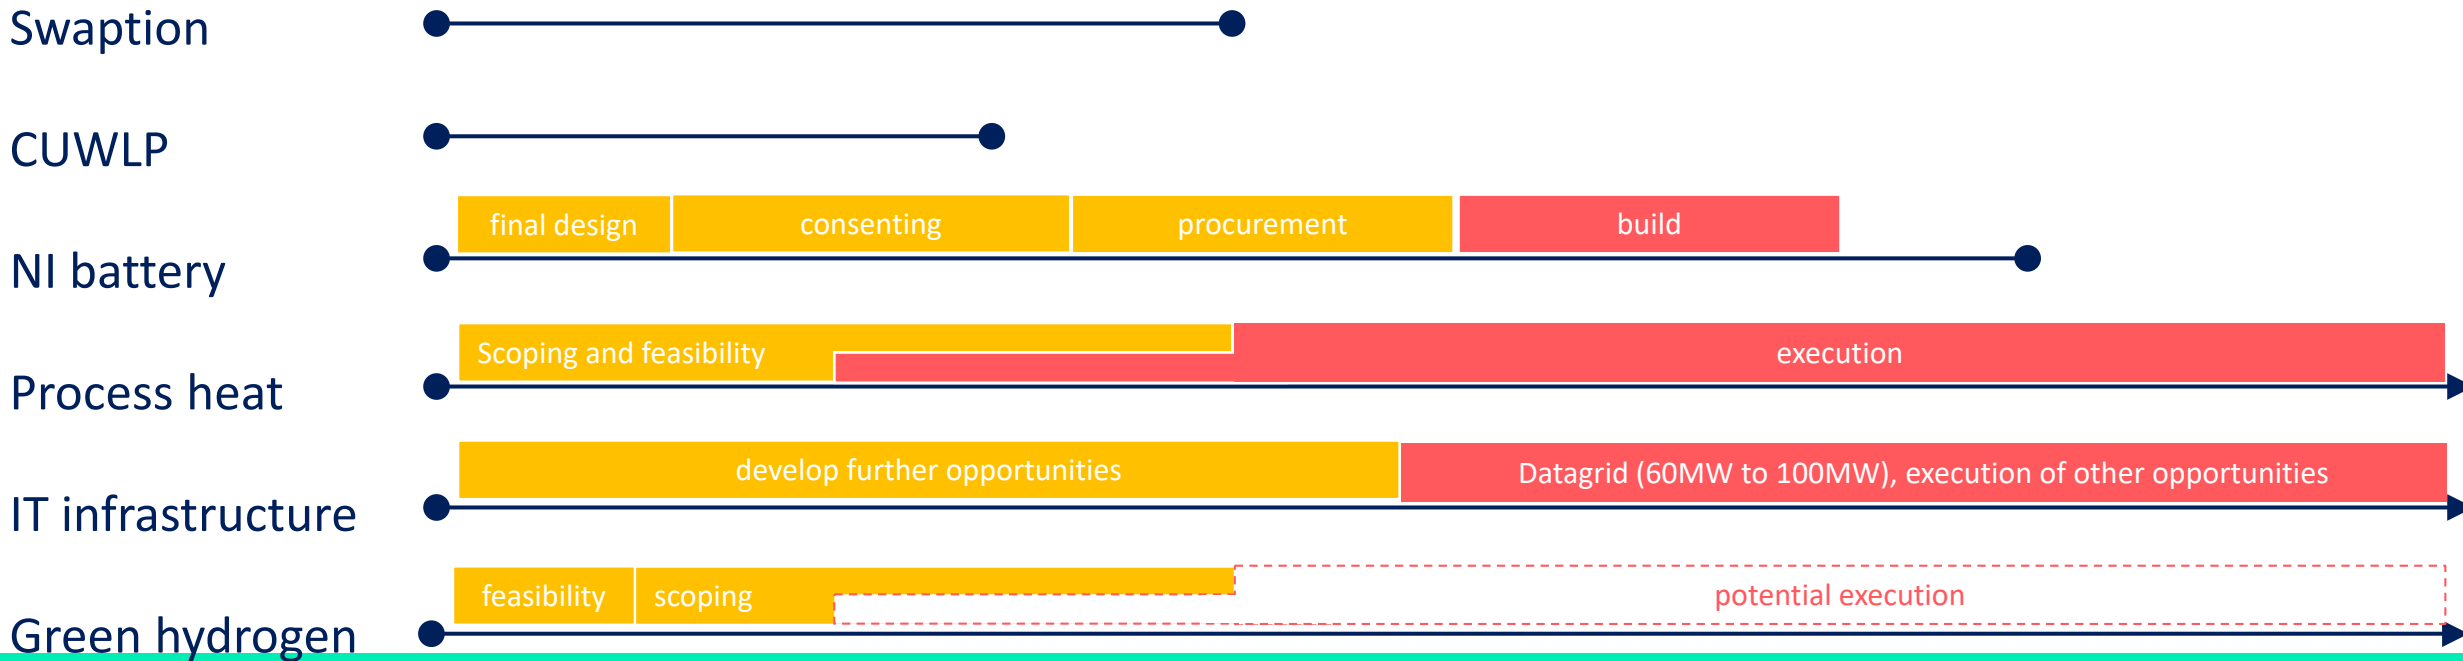 Swaption
CUWLP
final design consenting procurement build
NI battery
Scoping and feasibility execution
Process heat
develop further opportunities Datagrid (60MW to 100MW), execution of other opportunities
IT infrastructure
feasibility scoping potential execution
Green hydrogen